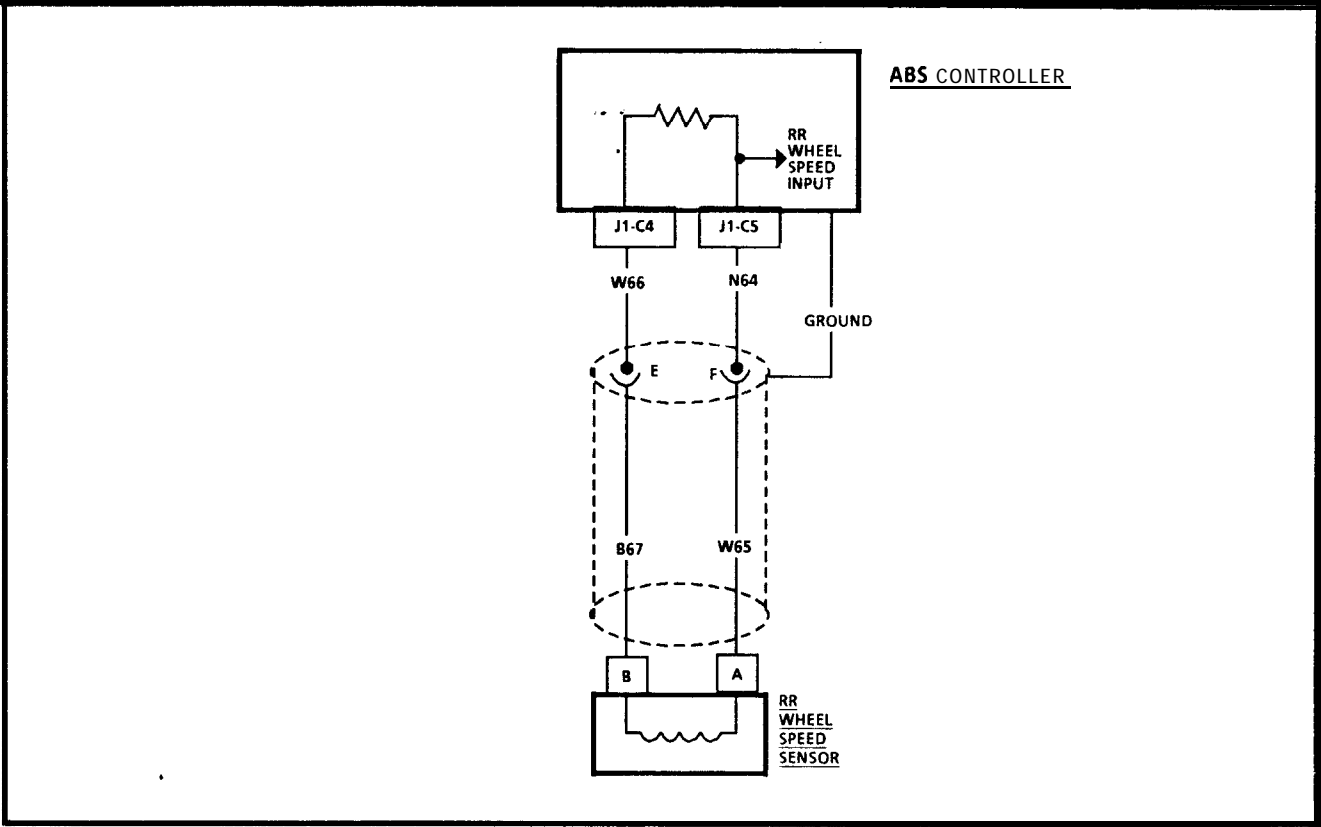 ABS CONTROLLER
RR
WHEEL
SPEED
INPUT
J1-C4 J1-C5
W66 N64
GROUND
E F
B67 W65
B A
RR
WHEEL
SPEED
SENSOR